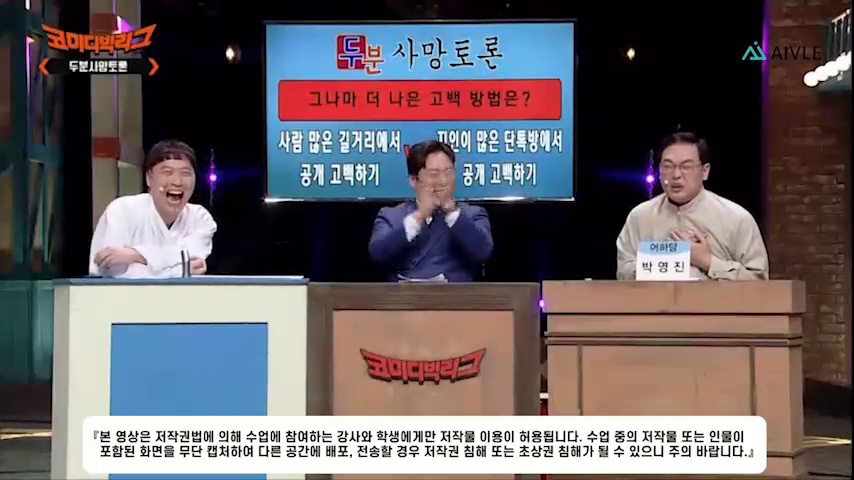 코미디빅리그
두분사망토론
AIVLE
두분 사망토론
그나마 더 나은 고백 방법은?
사람 많은 길거리에서
공개 고백하기
지인이 많은 단톡방에서
공개 고백하기
어하당
박영진
코미디빅리그
『본 영상은 저작권법에 의해 수업에 참여하는 강사와 학생에게만 저작물 이용이 허용됩니다. 수업 중의 저작물 또는 인물이
포함된 화면을 무단 캡처하여 다른 공간에 배포, 전송할 경우 저작권 침해 또는 초상권 침해가 될 수 있으니 주의 바랍니다.』